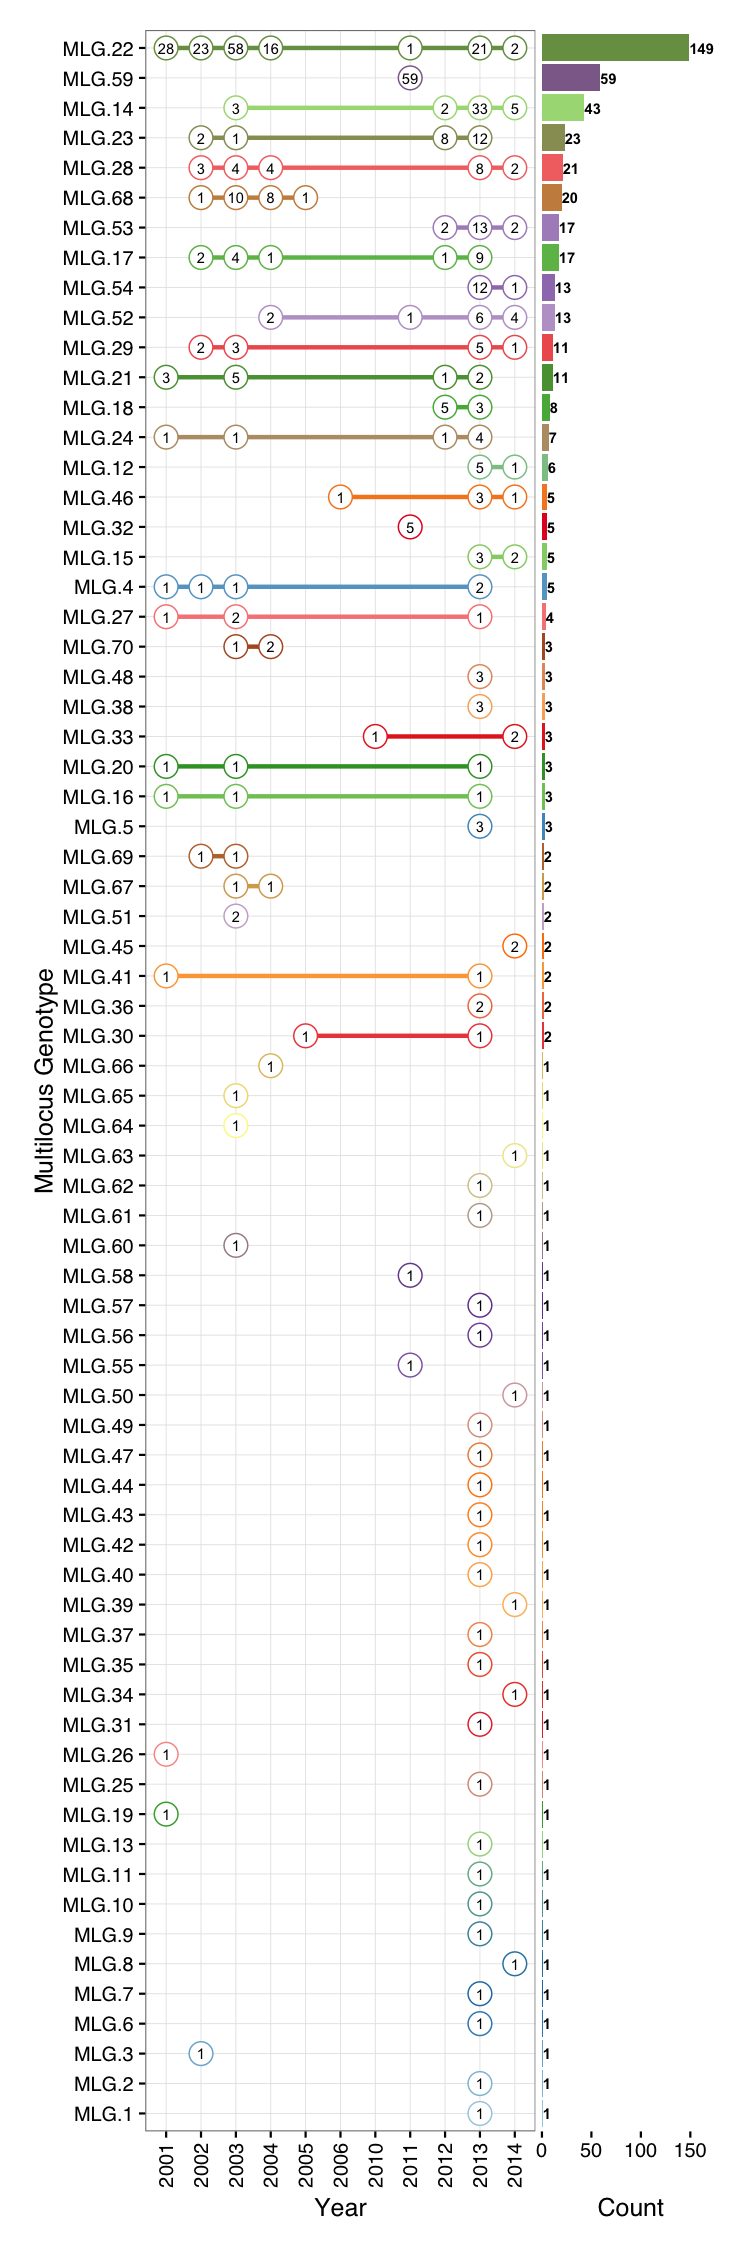 MLG.22 28 23 58 16 1 21 2 149
MLG.59 59 59
MLG.14 3 2 33 5 43
MLG.23 2 1 8 12 23
MLG.28 3 4 4 8 2 21
MLG.68 1 10 8 1 20
MLG.53 2 13 2 17
MLG.17 2 4 1 1 9 17
MLG.54 12 1 13
MLG.52 2 1 6 4 13
MLG.29 2 3 5 1 11
MLG.21 3 5 1 2 11
MLG.18 5 3 8
MLG.24 1 1 1 4 7
MLG.12 5 1 6
MLG.46 1 3 1 5
MLG.32 5 5
MLG.15 3 2 5
MLG.4 1 1 1 2 5
MLG.27 1 2 1 4
MLG.70 1 2 3
MLG.48 3 3
MLG.38 3 3
MLG.33 1 2 3
MLG.20 1 1 1 3
MLG.16 1 1 1 3
MLG.5 3 3
MLG.69 1 1 2
MLG.67 1 1 2
MLG.51 2 2
MLG.45 2 2
MLG.41 1 1 2
MLG.36 2 2
MLG.30 1 1 2
MLG.66 1 1
MLG.65 1 1
MLG.64 1 1
MLG.63 1 1
MLG.62 1 1
MLG.61 1 1
MLG.60 1 1
MLG.58 1 1
MLG.57 1 1
MLG.56 1 1
MLG.55 1 1
MLG.50 1 1
MLG.49 1 1
MLG.47 1 1
MLG.44 1 1
MLG.43 1 1
MLG.42 1 1
MLG.40 1 1
MLG.39 1 1
MLG.37 1 1
MLG.35 1 1
MLG.34 1 1
MLG.31 1 1
MLG.26 1 1
MLG.25 1 1
MLG.19 1 1
MLG.13 1 1
MLG.11 1 1
MLG.10 1 1
MLG.9 1 1
MLG.8 1 1
MLG.7 1 1
MLG.6 1 1
MLG.3 1 1
MLG.2 1 1
MLG.1 1 1
Multilocus Genotype
2001 2002 2003 2004 2005 2006 2010 2011 2012 2013 2014 0 50 100 150
Year Count